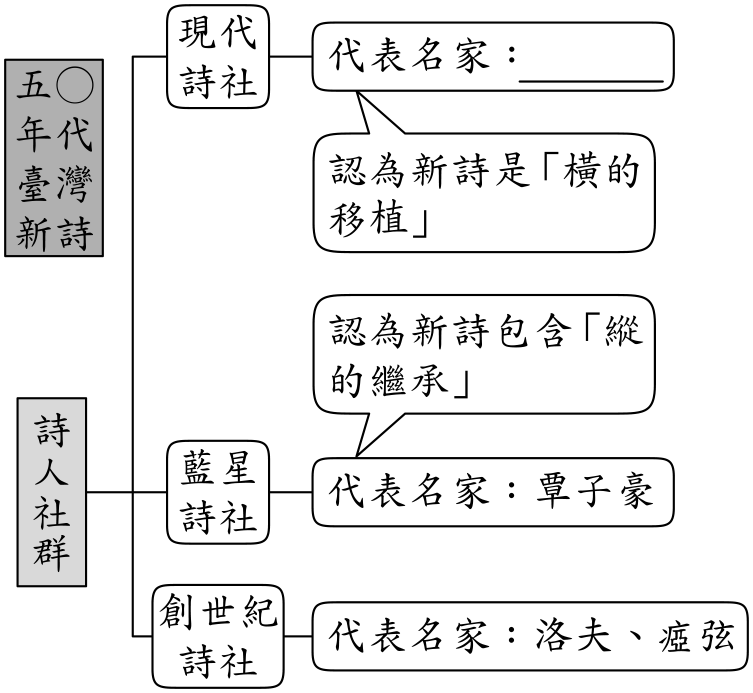 五〇
年代
臺灣
新詩
現代
詩社
代表名家：
認為新詩是「橫的
移植」
認為新詩包含「縱
的繼承」
詩
人
社
群
藍星
詩社
代表名家：覃子豪
創世紀
詩社
代表名家：洛夫、瘂弦